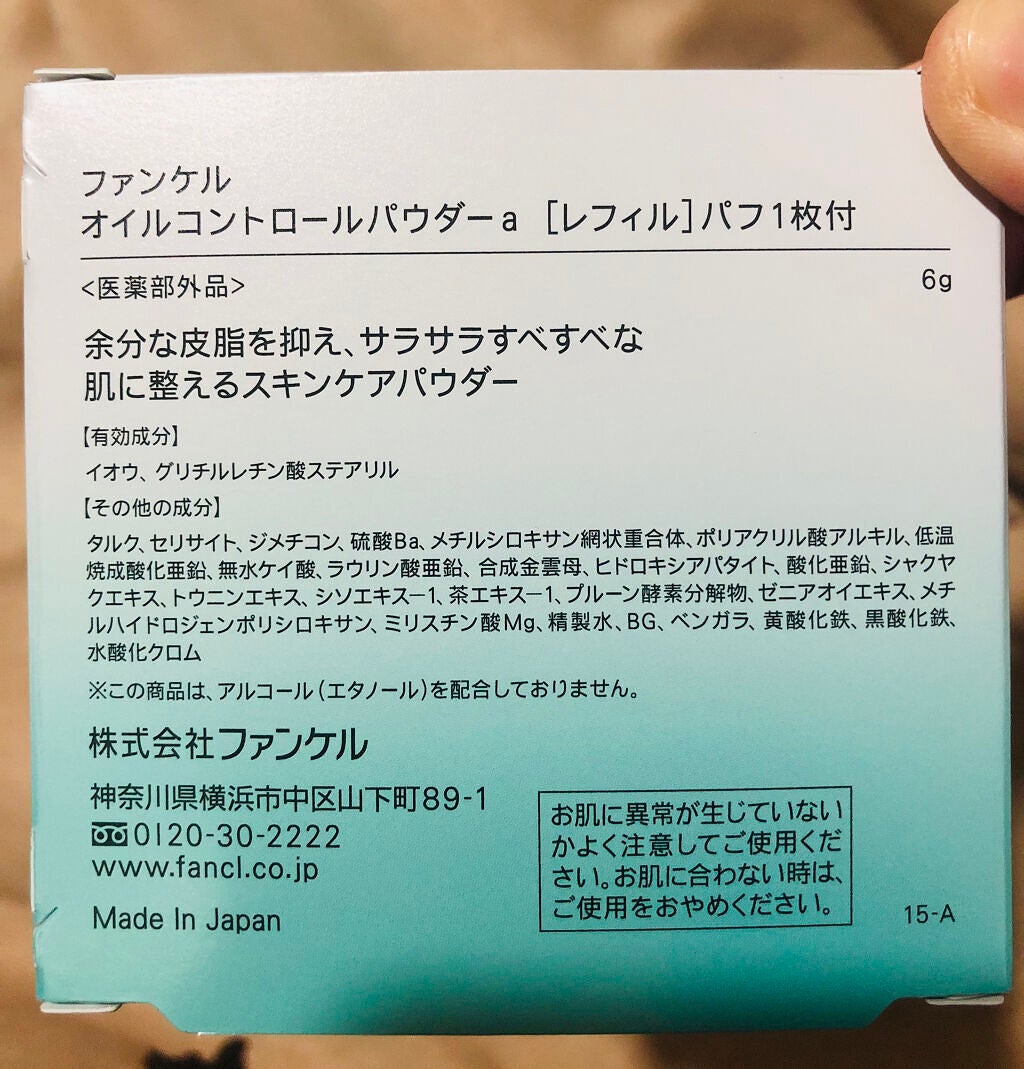 ファンケル
オイルコントロールパウダーa [レフィル]パフ1枚付
<医薬部外品>
6g
余分な皮脂を抑え、サラサラすべすべな
肌に整えるスキンケアパウダー
【有効成分】
イオウ、グリチルレチン酸ステアリル
【その他の成分】
タルク、セリサイト、ジメチコン、硫酸Ba、メチルシロキサン網状重合体、ポリアクリル酸アルキル、低温
焼成酸化亜鉛、無水ケイ酸、ラウリン酸亜鉛、合成金雲母、ヒドロキシアパタイト、酸化亜鉛、シャクヤ
クエキス、トウニンエキス、シソエキス−1、茶エキス−1、プルーン酵素分解物、ゼニアオイエキス、メチ
ルハイドロジェンポリシロキサン、ミリスチン酸Mg、精製水、BG、ベンガラ、黄酸化鉄、黒酸化鉄、
水酸化クロム
※この商品は、アルコール(エタノール)を配合しておりません。
株式会社ファンケル
神奈川県横浜市中区山下町89-1
0120-30-2222
www.fancl.co.jp
Made In Japan
お肌に異常が生じていない
かよく注意してご使用くだ
さい。お肌に合わない時は、
ご使用をおやめください。
15-A